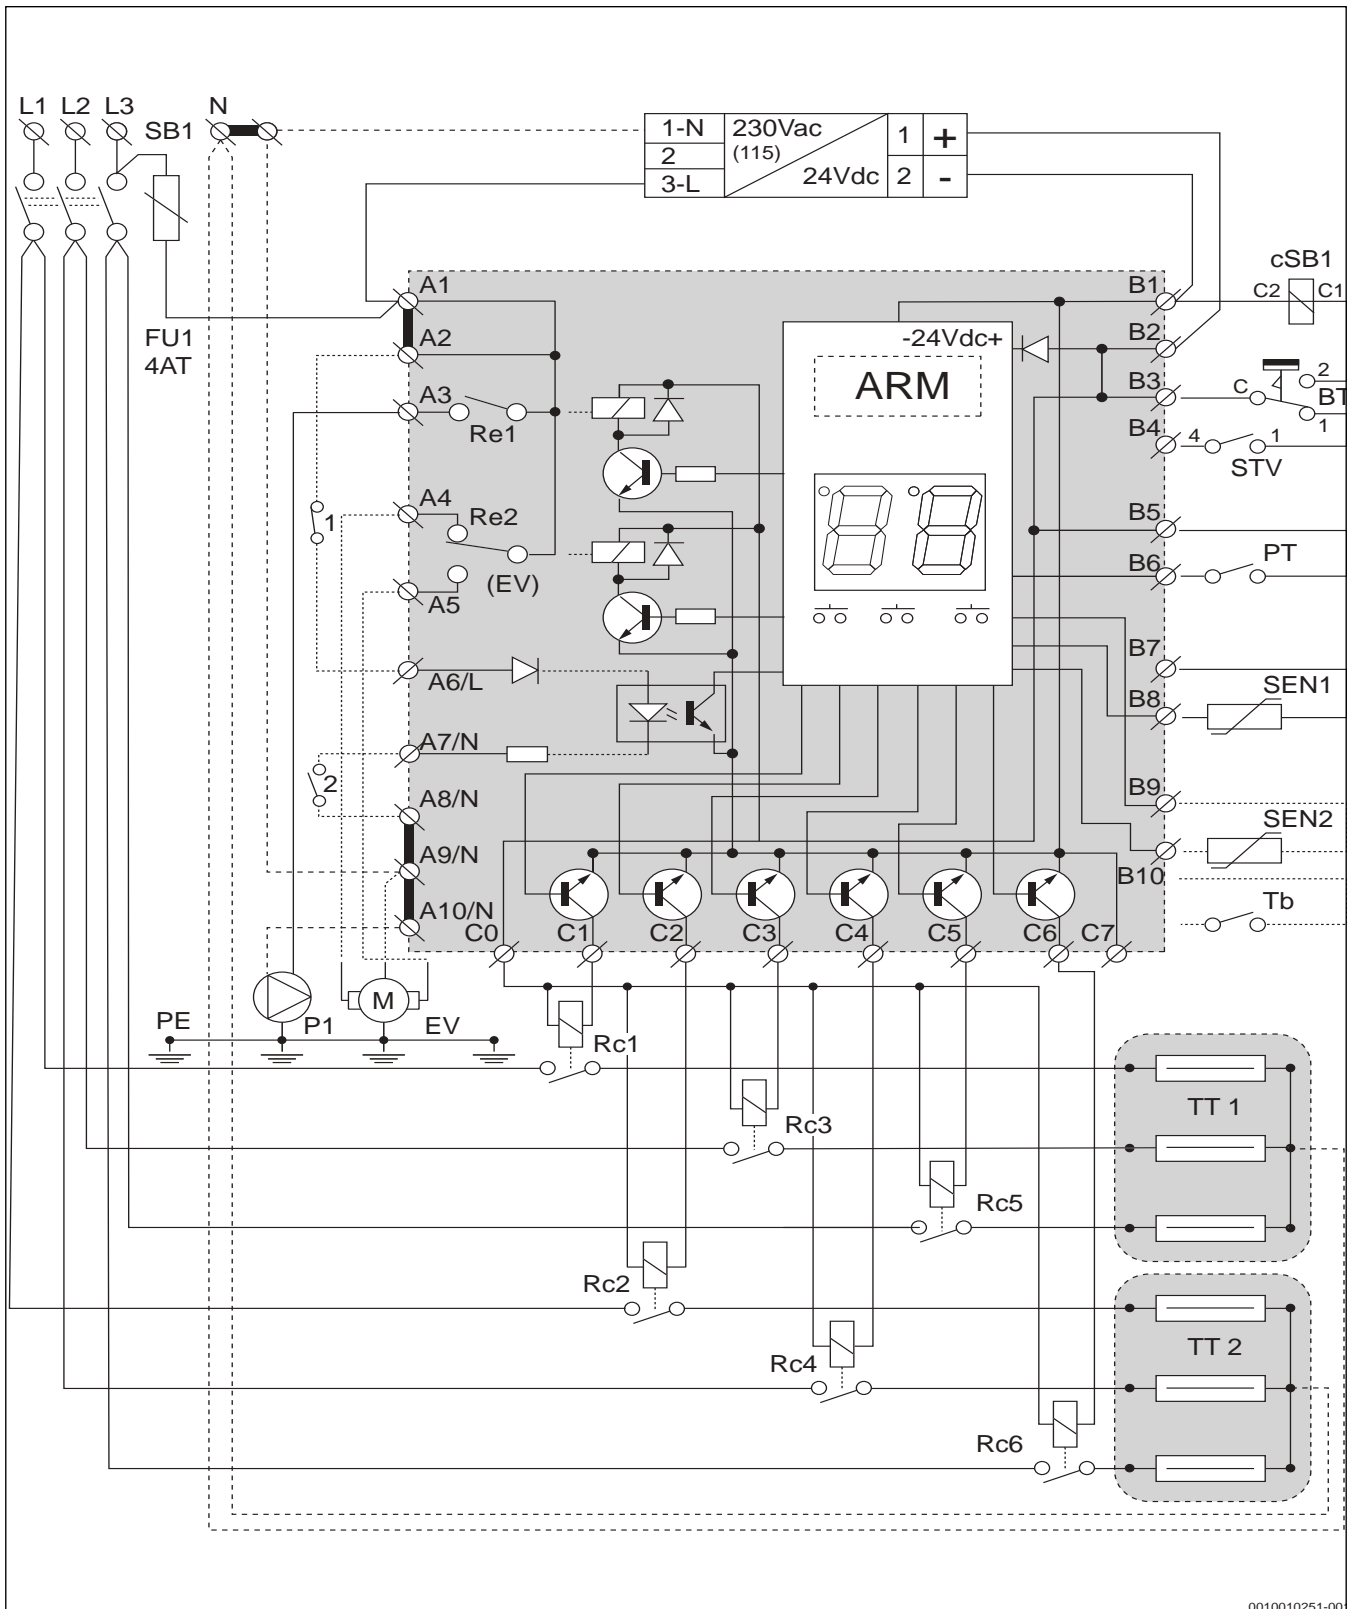 L1 L2 L3 SB1 N
1-N 230Vac 1 +
2 (115)
3-L 24Vdc 2 -
cSB1
A1 B1 C2 C1
FU1 A2 -24Vdc+ B2
4AT
ARM
A3 B3 C 2
BT
Re1 B4 4 1 1
STV
A4 Re2 B5
1
B6 PT
(EV)
A5
B7
A6/L SEN1
B8
A7/N
2 B9
A8/N SEN2
A9/N
B10
A10/N Tb
C0 C1 C2 C3 C4 C5 C6 C7
M
PE P1 EV
Rc1
TT 1
Rc3
Rc5
Rc2
TT 2
Rc4
Rc6
0010010251-001